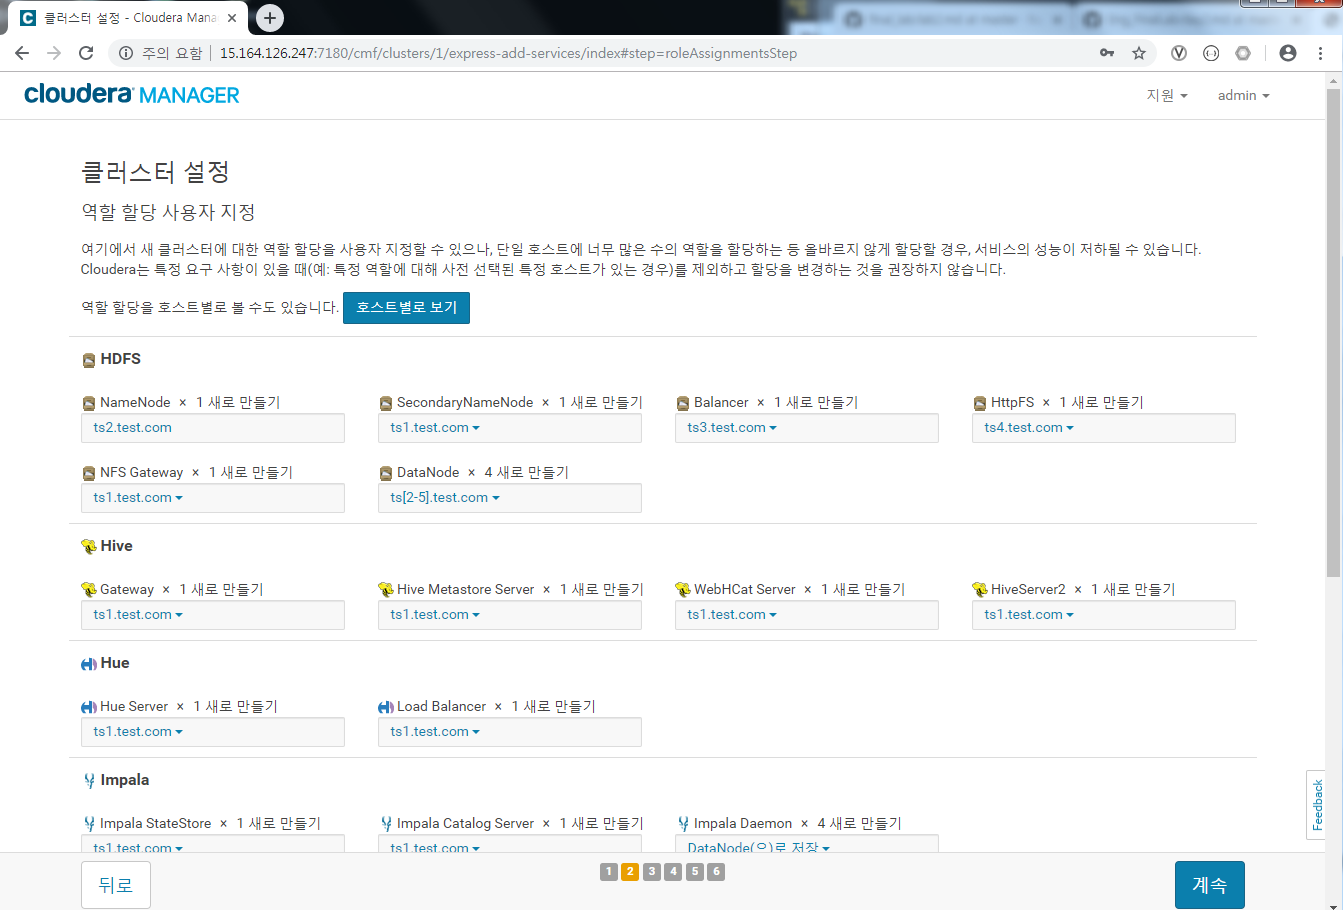 클러스터 설정 - Cloudera Mana
주의 요함 15.164.126.247:7180/cmf/clusters/1/express-add-services/index#step=roleAssignmentsStep
cloudera MANAGER
지원
admin
클러스터 설정
역할 할당 사용자 지정
여기에서 새 클러스터에 대한 역할 할당을 사용자 지정할 수 있으나, 단일 호스트에 너무 많은 수의 역할을 할당하는 등 올바르지 않게 할당할 경우, 서비스의 성능이 저하될 수 있습니다.
Cloudera는 특정 요구 사항이 있을 때(예: 특정 역할에 대해 사전 선택된 특정 호스트가 있는 경우)를 제외하고 할당을 변경하는 것을 권장하지 않습니다.
역할 할당을 호스트별로 볼 수도 있습니다. 호스트별로 보기
HDFS
NameNode × 1 새로 만들기
SecondaryNameNode × 1 새로 만들기
Balancer × 1 새로 만들기
HttpFS × 1 새로 만들기
ts2.test.com
ts1.test.com
ts3.test.com
ts4.test.com
NFS Gateway × 1 새로 만들기
DataNode × 4 새로 만들기
ts1.test.com
ts[2-5].test.com
Hive
Gateway × 1 새로 만들기
Hive Metastore Server × 1 새로 만들기
WebHCat Server × 1 새로 만들기
HiveServer2 × 1 새로 만들기
ts1.test.com
ts1.test.com
ts1.test.com
ts1.test.com
Hue
Hue Server × 1 새로 만들기
Load Balancer × 1 새로 만들기
ts1.test.com
ts1.test.com
Impala
Impala StateStore × 1 새로 만들기
Impala Catalog Server × 1 새로 만들기
Impala Daemon × 4 새로 만들기
ts1.test.com
ts1.test.com
DataNode(으)로 저장
Feedback
뒤로
1 2 3 4 5 6
계속